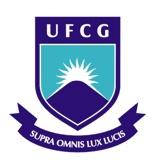 UFCG
SUPRA OMNIS LUX LUCIS